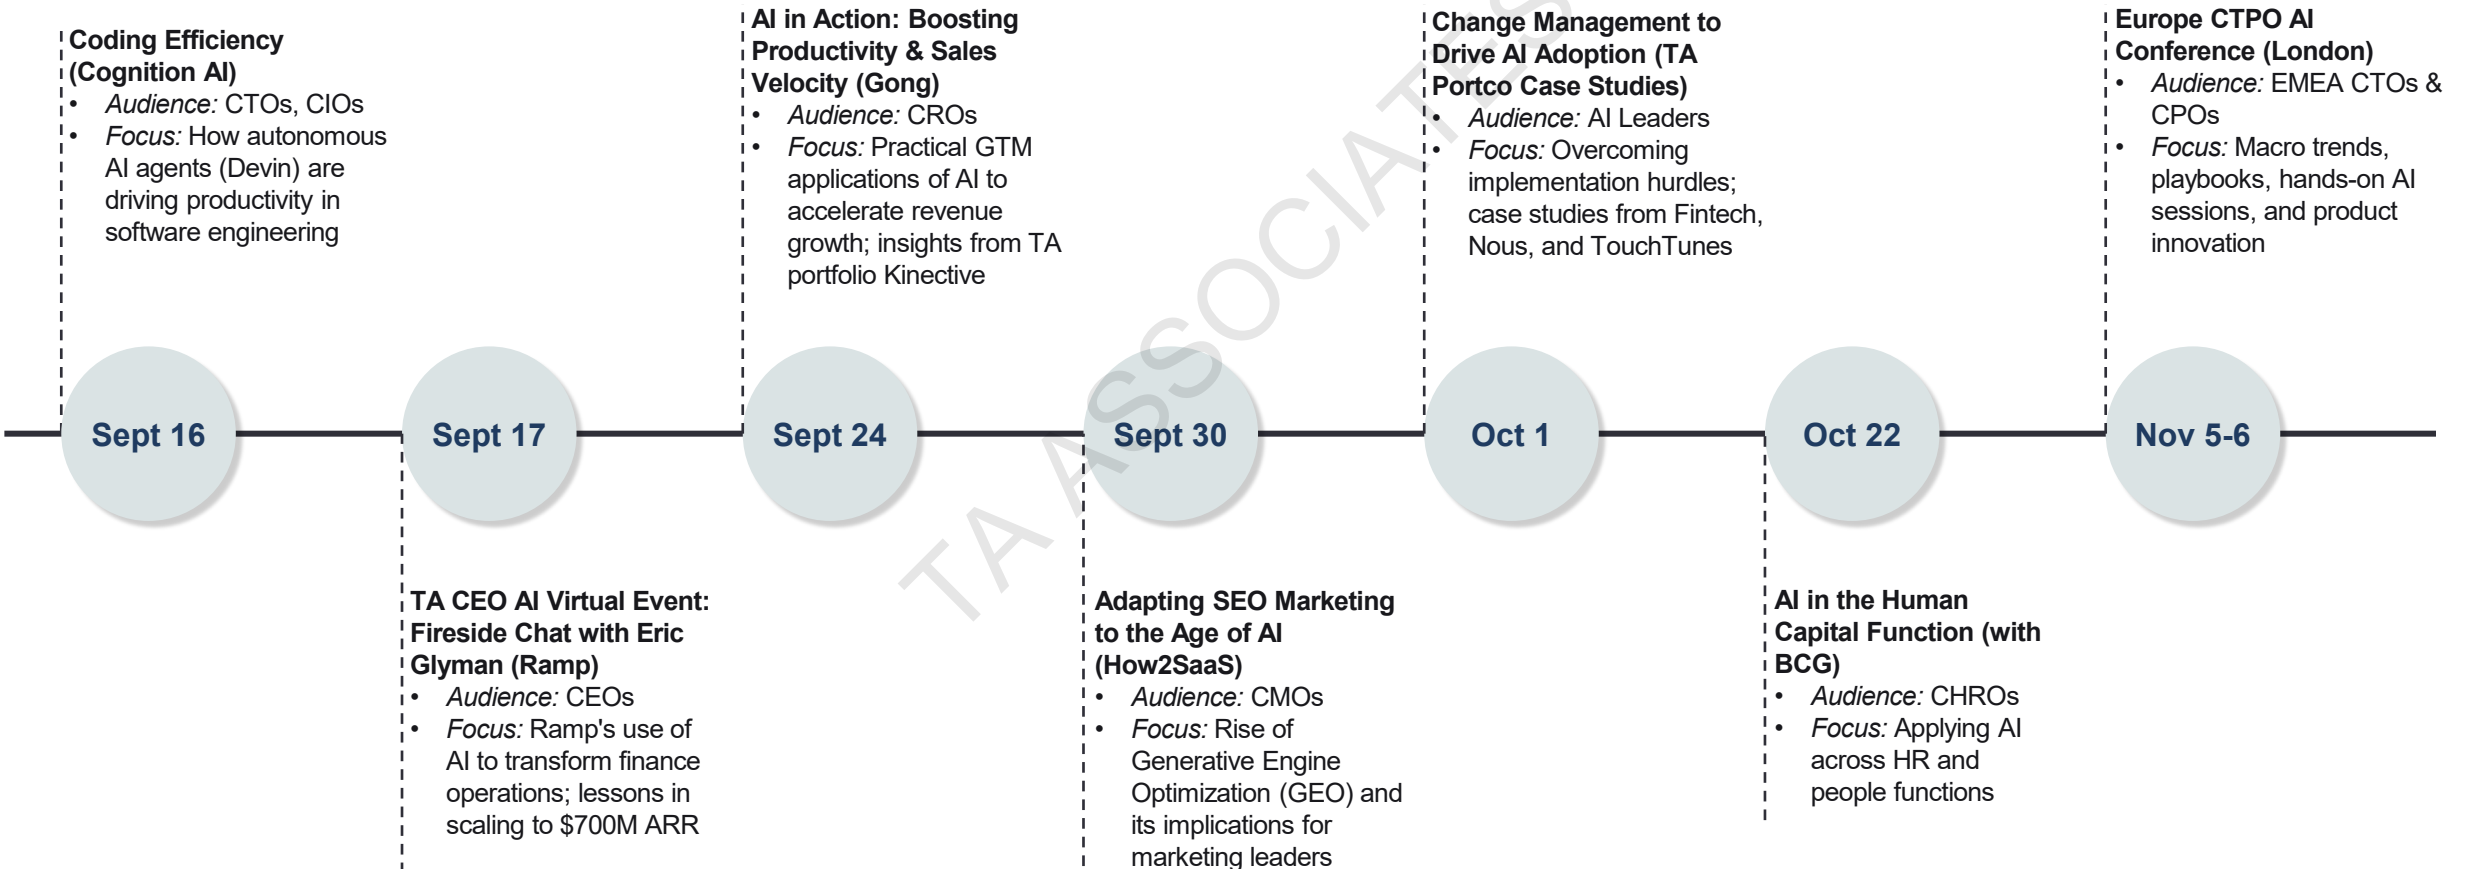 Coding Efficiency
(Cognition AI)
• Audience: CTOs, CIOs
• Focus: How autonomous
AI agents (Devin) are
driving productivity in
software engineering
AI in Action: Boosting
Productivity & Sales
Velocity (Gong)
• Audience: CROs
• Focus: Practical GTM
applications of AI to
accelerate revenue
growth; insights from TA
portfolio Kinective
Change Management to
Drive AI Adoption (TA
Portco Case Studies)
• Audience: AI Leaders
• Focus: Overcoming
implementation hurdles;
case studies from Fintech,
Nous, and TouchTunes
Europe CTPO AI
Conference (London)
• Audience: EMEA CTOs &
CPOs
• Focus: Macro trends,
playbooks, hands-on AI
sessions, and product
innovation
Sept 16
Sept 17
Sept 24
Sept 30
Oct 1
Oct 22
Nov 5-6
TA CEO AI Virtual Event:
Fireside Chat with Eric
Glyman (Ramp)
• Audience: CEOs
• Focus: Ramp's use of
AI to transform finance
operations; lessons in
scaling to $700M ARR
Adapting SEO Marketing
to the Age of AI
(How2SaaS)
• Audience: CMOs
• Focus: Rise of
Generative Engine
Optimization (GEO) and
its implications for
marketing leaders
AI in the Human
Capital Function (with
BCG)
• Audience: CHROs
• Focus: Applying AI
across HR and
people functions
TA ASSOCIATES